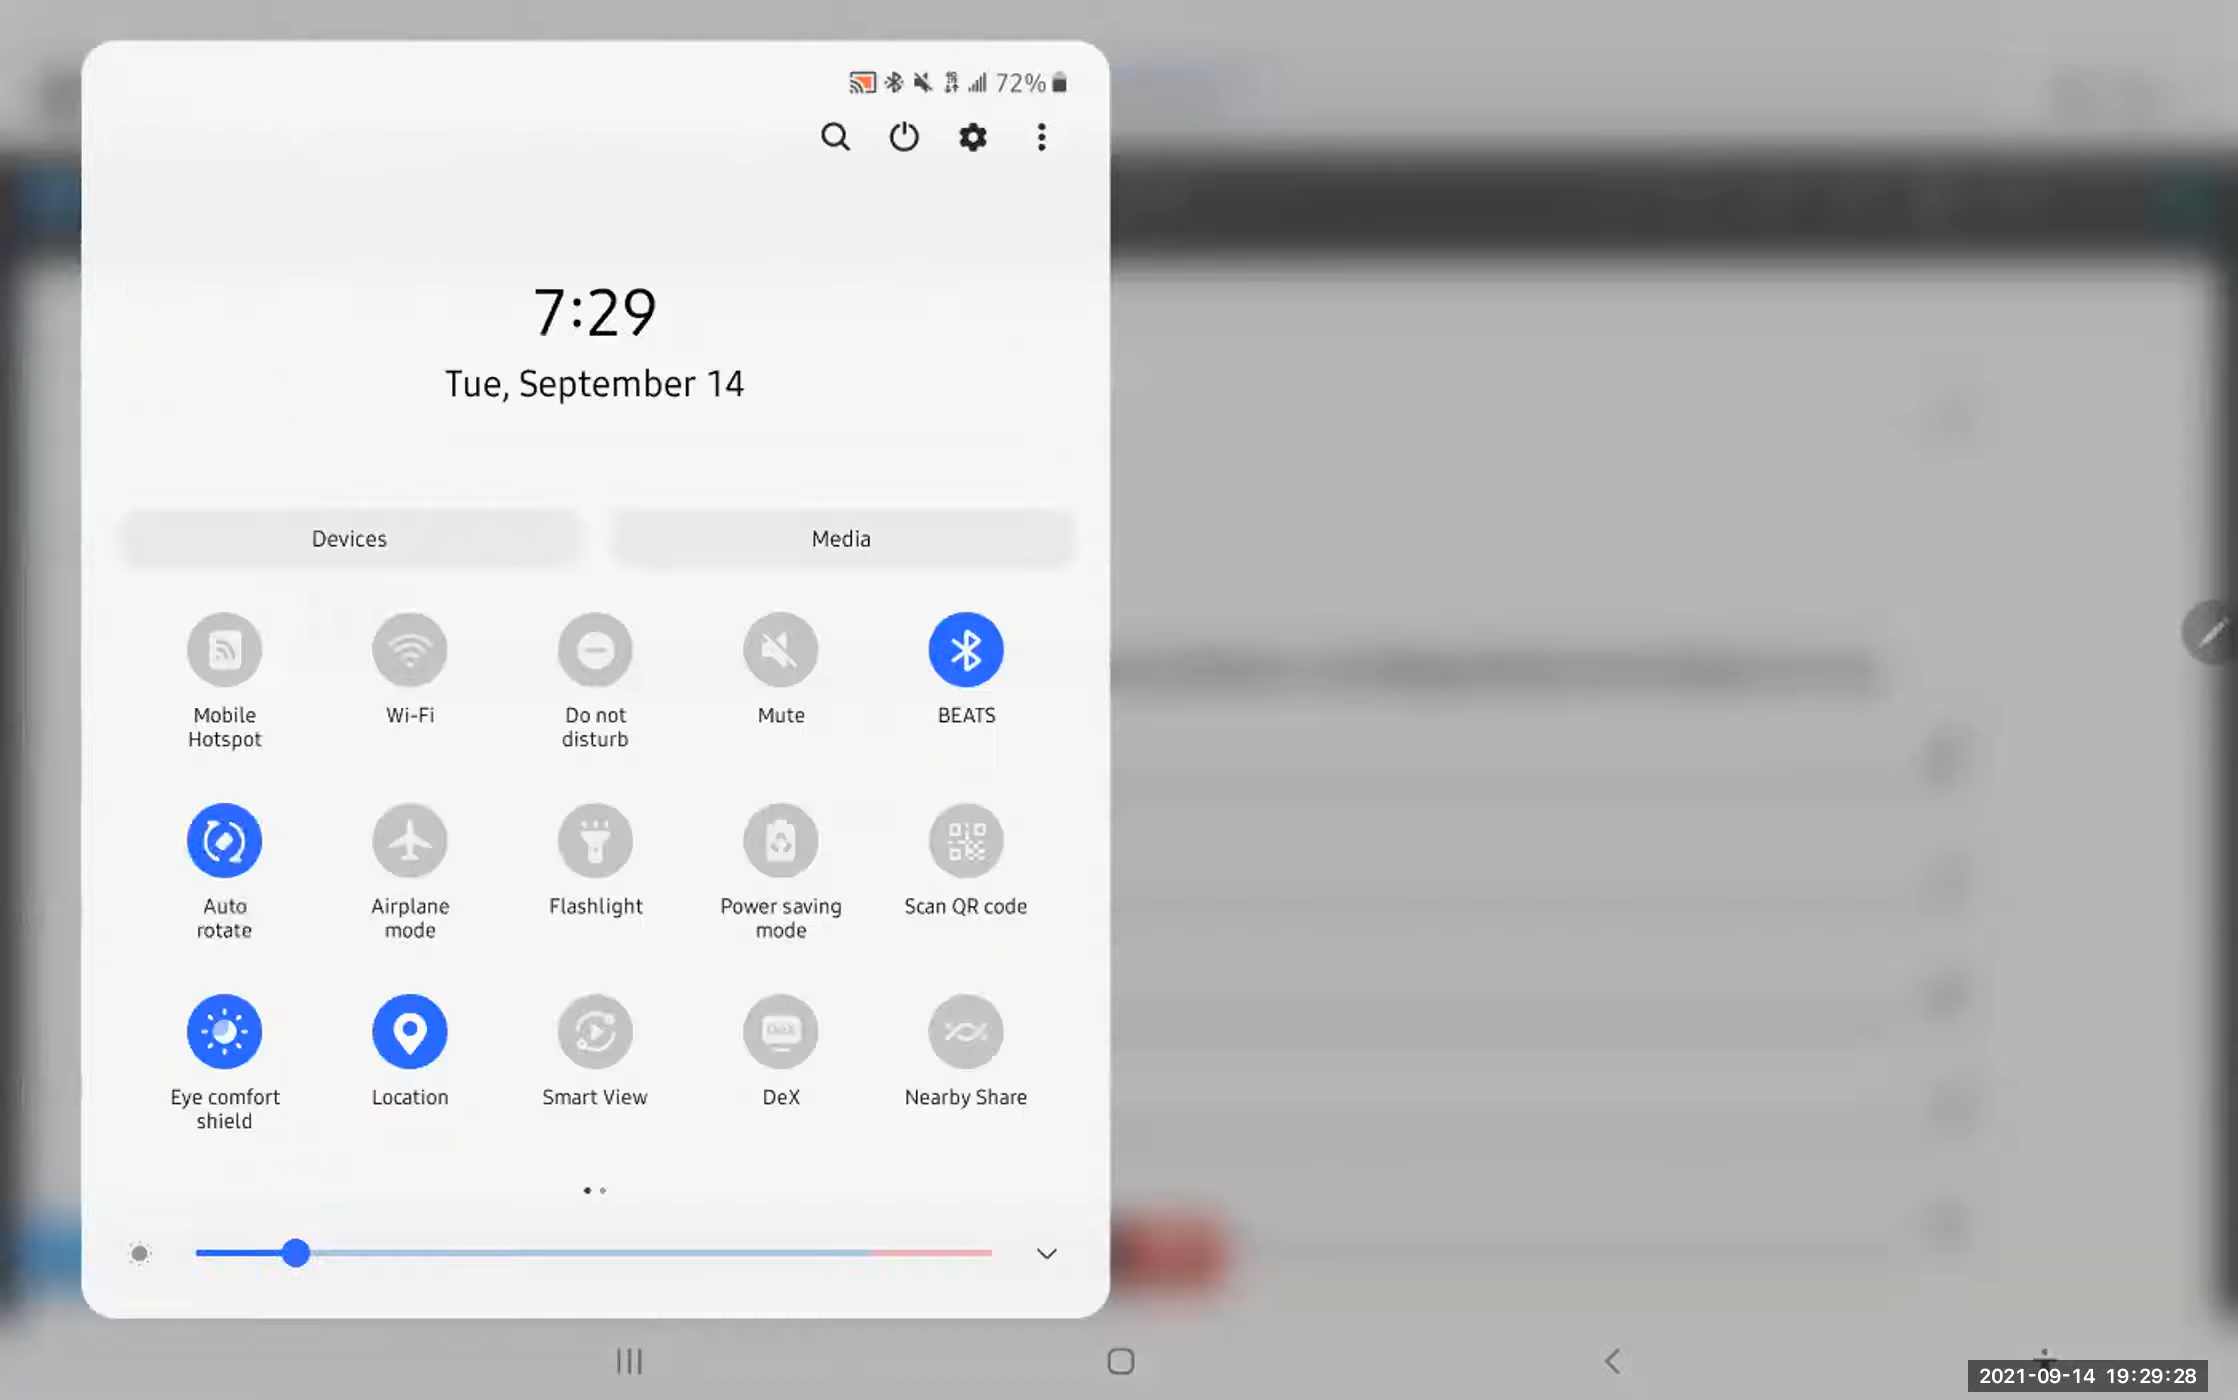 72%
7:29
Tue, September 14
Devices
Media
Mobile
Hotspot
Wi-Fi
Do not
disturb
Mute
BEATS
Auto
rotate
Airplane
mode
Flashlight
Power saving
mode
Scan QR code
Eye comfort
shield
Location
Smart View
DeX
DeX
Nearby Share
2021-09-14 19:29:28